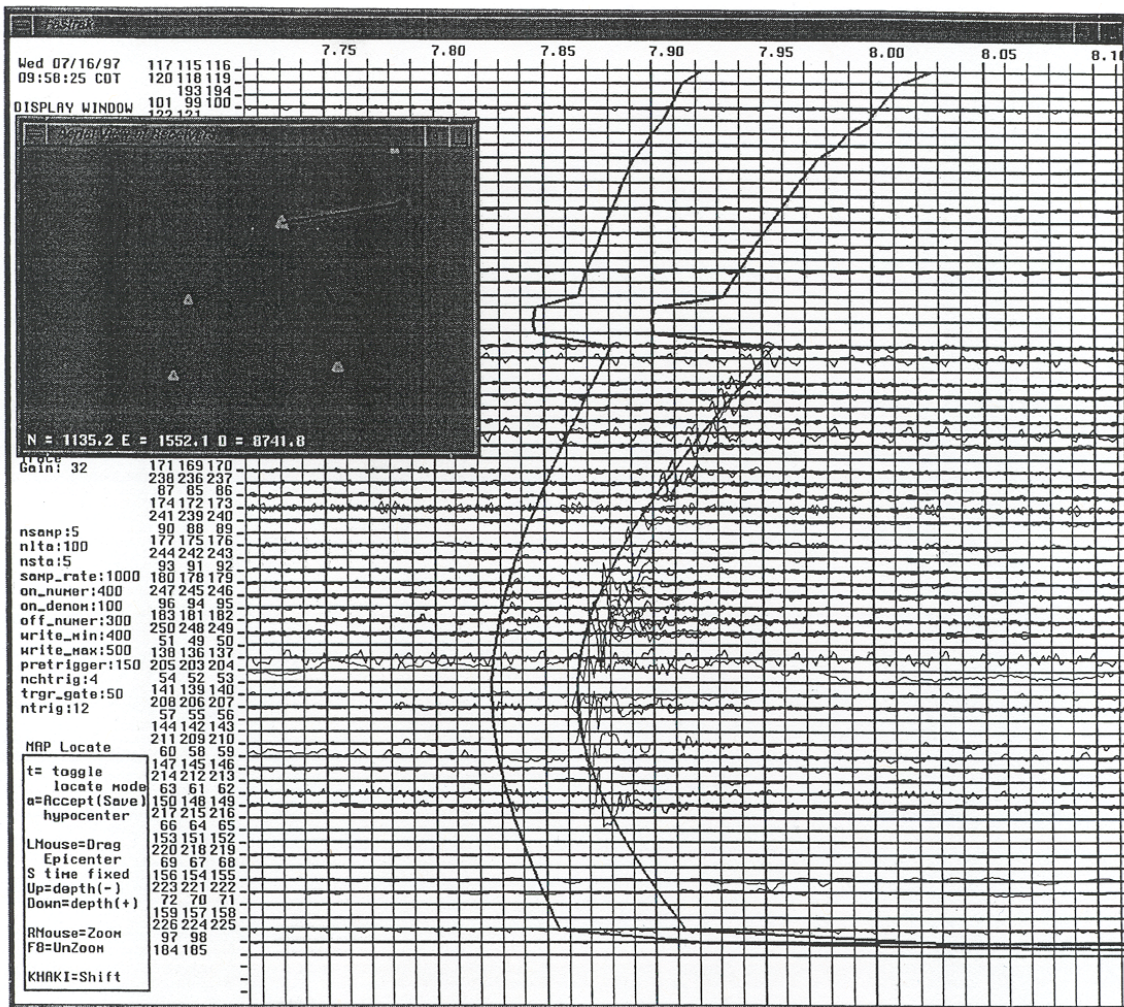 Fastrak
7.75 7.80 7.85 7.90 7.95 8.00 8.05 8.10
Wed 07/16/97 117 115 116
09:58:25 CDT 120 118 119
193 194
DISPLAY WINDOW 101 99 100
122 121
Aerial View of Receivers
N = 1135.2 E = 1552.1 D = 8741.8
Trace
Gain: 32 171 169 170
238 236 237
87 85 86
174 172 173
241 239 240
90 88 89
nsamp:5
nlta:100 177 175 176
244 242 243
nsta:5 93 91 92
samp_rate:1000 180 178 179
on_numer:400 247 245 246
on_denom:100 96 94 95
off_numer:300 183 181 182
write_min:400 250 248 249
51 49 50
write_max:500 138 136 137
pretrigger:150 205 203 204
nchtrig:4 54 52 53
trgr_gate:50 141 139 140
ntrig:12 208 206 207
57 55 56
144 142 143
211 209 210
MAP Locate 60 58 59
147 145 146
t= toggle 214 212 213
locate mode 63 61 62
a=Accept(Save) 150 148 149
hypocenter 217 215 216
66 64 65
153 151 152
LMouse=Drag 220 218 219
Epicenter 69 67 68
S time fixed 156 154 155
Up=depth(-) 223 221 222
Down=depth(+) 72 70 71
159 157 158
226 224 225
RMouse=Zoom 97 98
F8=UnZoom 184 185
KHAKI=Shift